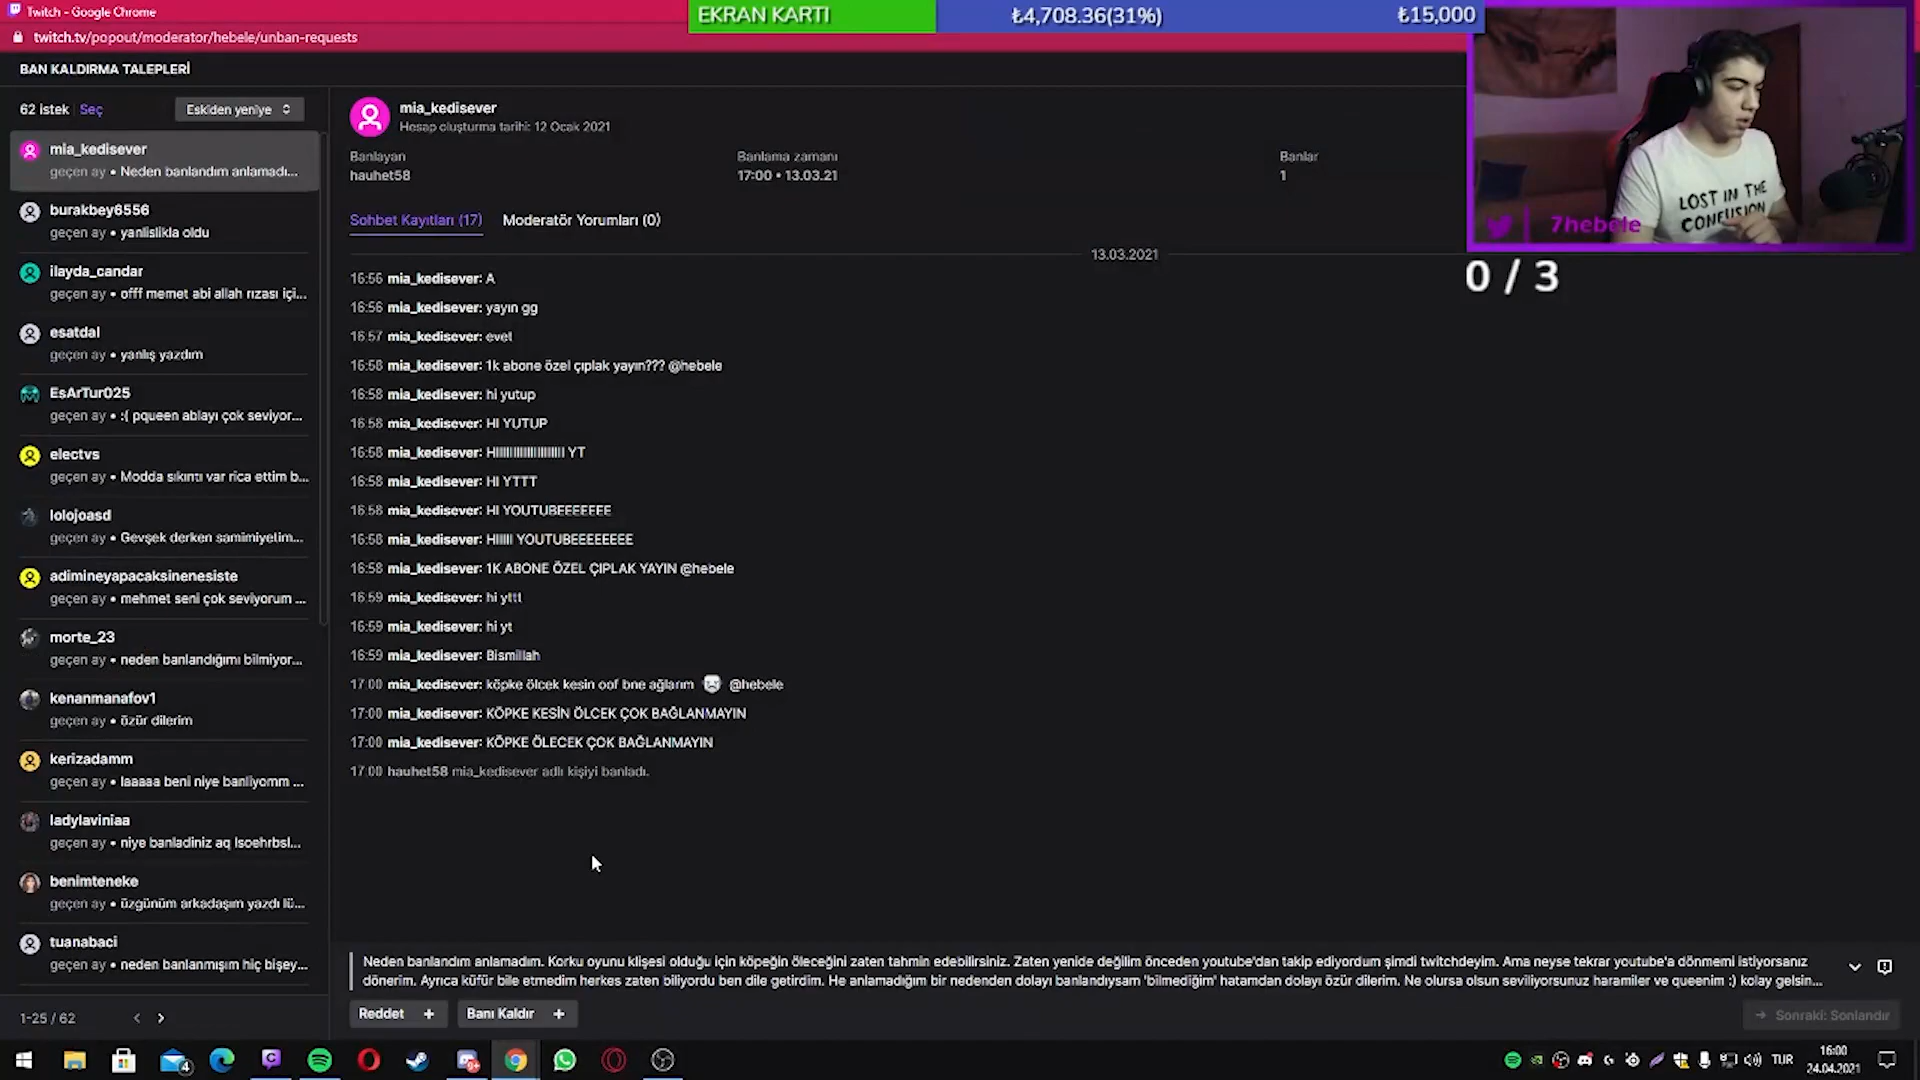 Twitch - Google Chrome
twitch.tv/popout/moderator/hebele/unban-requests
EKRAN KARTI
₺4,708.36(31%)
₺15,000
BAN KALDIRMA TALEPLERİ
62 istek Seç
Eskiden yeniye
mia_kedisever
geçen ay • Neden banlandım anlamadı...
burakbey6556
geçen ay • yanlislikla oldu
ilayda_candar
geçen ay • offf memet abi allah rızası içi...
esatdal
geçen ay • yanlış yazdım
EsArTur025
geçen ay • :( pqueen ablayı çok seviyor...
electvs
geçen ay • Modda sıkıntı var rica ettim b...
lolojoasd
geçen ay • Gevşek derken samimiyetim...
adimineyapacaksinenesiste
geçen ay • mehmet seni çok seviyorum ...
morte_23
geçen ay • neden banlandığımı bilmiyor...
kenanmanafov1
geçen ay • özür dilerim
kerizadamm
geçen ay • laaaaa beni niye banliyomm ...
ladylaviniaa
geçen ay • niye banladiniz aq lsoehrbsl...
benimteneke
geçen ay • üzgünüm arkadaşım yazdı lü...
tuanabaci
geçen ay • neden banlanmışım hiç bişey...
1-25 / 62
mia_kedisever
Hesap oluşturma tarihi: 12 Ocak 2021
Banlayan
hauhet58
Banlama zamanı
17:00 • 13.03.21
Banlar
1
Sohbet Kayıtları (17)
Moderatör Yorumları (0)
13.03.2021
16:56 mia_kedisever: A
16:56 mia_kedisever: yayın gg
16:57 mia_kedisever: evet
16:58 mia_kedisever: 1k abone özel çıplak yayın??? @hebele
16:58 mia_kedisever: hi yutup
16:58 mia_kedisever: HI YUTUP
16:58 mia_kedisever: YT
16:58 mia_kedisever: HI YTTT
16:58 mia_kedisever: HI YOUTUBEEEEEEE
16:58 mia_kedisever: HIIIII YOUTUBEEEEEEEE
16:58 mia_kedisever: 1K ABONE ÖZEL ÇIPLAK YAYIN @hebele
16:59 mia_kedisever: hi yttt
16:59 mia_kedisever: hi yt
16:59 mia_kedisever: Bismillah
17:00 mia_kedisever: köpke ölcek kesin oof bne ağlarım @hebele
17:00 mia_kedisever: KÖPKE KESİN ÖLCEK ÇOK BAĞLANMAYIN
17:00 mia_kedisever: KÖPKE ÖLECEK ÇOK BAĞLANMAYIN
17:00 hauhet58 mia_kedisever adlı kişiyi banladı.
Neden banlandım anlamadım. Korku oyunu klişesi olduğu için köpeğin öleceğini zaten tahmin edebilirsiniz. Zaten yenide değilim önceden youtube'dan takip ediyordum şimdi twitchdeyim. Ama neyse tekrar youtube'a dönmemi istiyorsanız
dönerim. Ayrıca küfür bile etmedim herkes zaten biliyordu ben dile getirdim. He anlamadığım bir nedenden dolayı banlandıysam 'bilmediğim' hatamdan dolayı özür dilerim. Ne olursa olsun seviliyorsunuz haramiler ve queenim :) kolay gelsin...
Reddet +
Banı Kaldır +
Sonraki: Sonlandır
LOST IN THE
CONFUSION
7hebele
0 / 3
TUR
16:00
24.04.2021